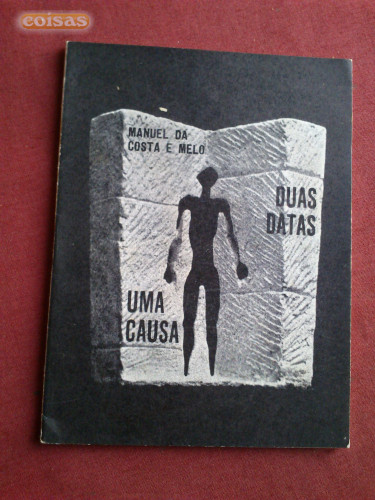 coisas
MANUEL DA
COSTA E MELO
DUAS
DATAS
UMA
CAUSA